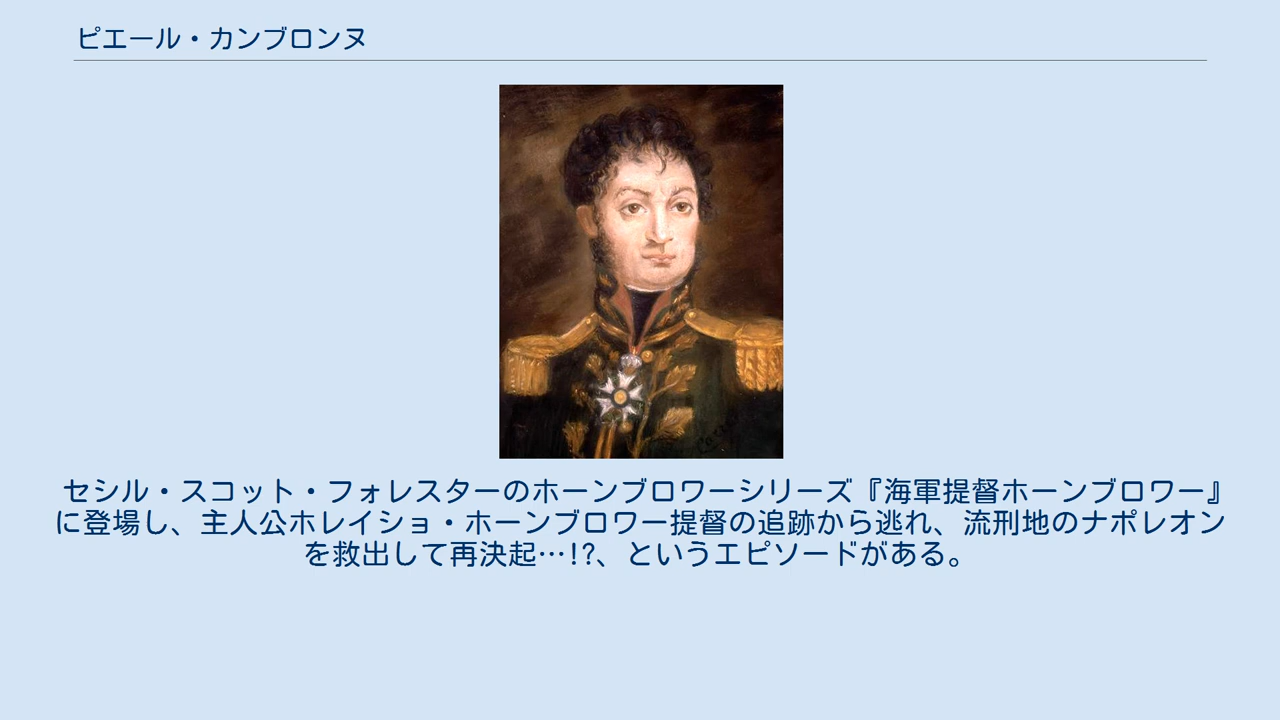 ピエール・カンブロンヌ
セシル・スコット・フォレスターのホーンブロワーシリーズ『海軍提督ホーンブロワー』
に登場し、主人公ホレイショ・ホーンブロワー提督の追跡から逃れ、流刑地のナポレオン
を救出して再決起…!?、というエピソードがある。